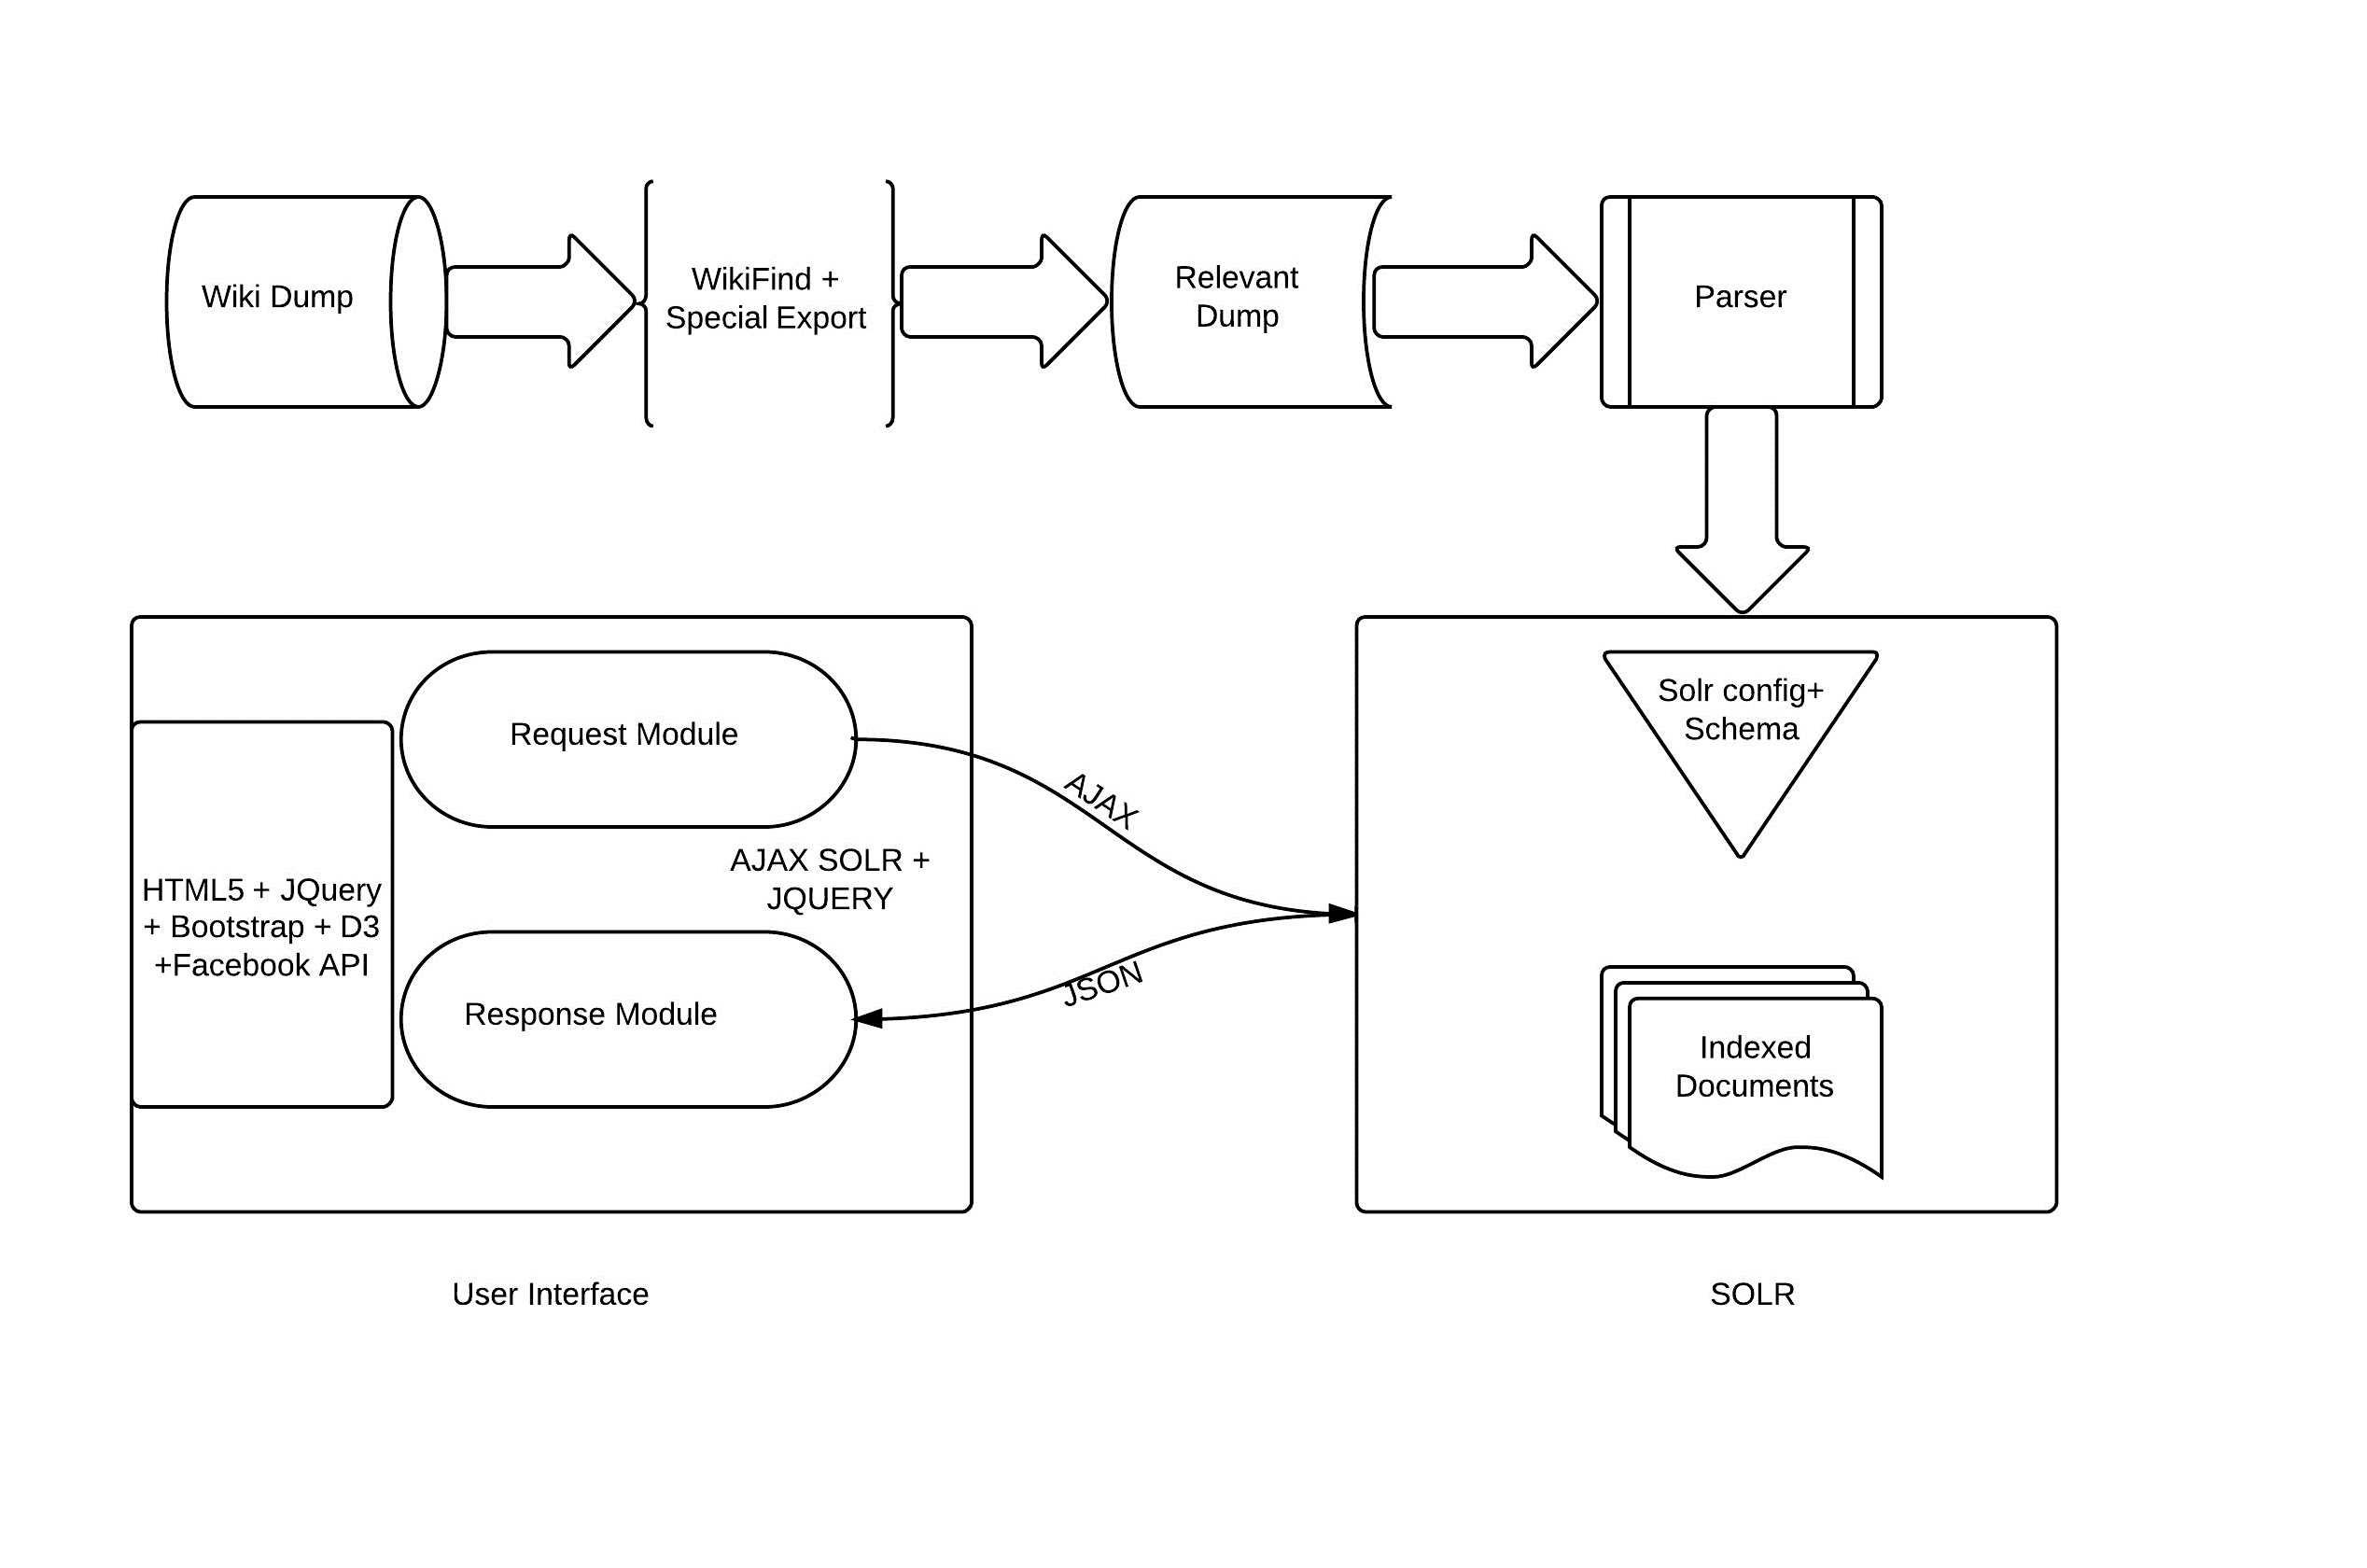 Wiki Dump
WikiFind +
Special Export
Relevant
Dump
Parser
Request Module
AJAX SOLR +
JQUERY
HTML5 + JQuery
+ Bootstrap + D3
+Facebook API
Response Module
AJAX
JSON
Solr config+
Schema
Indexed
Documents
User Interface
SOLR